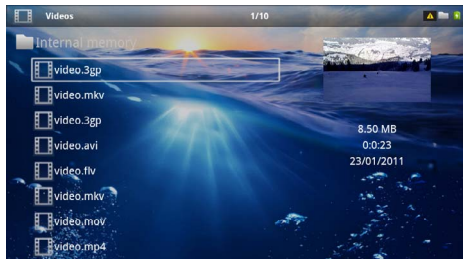 Videos 1/10
Internal memory
video.3gp
video.mkv
video.3gp
video.avi
video.flv
video.mkv
video.mov
video.mp4
8.50 MB
0:0:23
23/01/2011